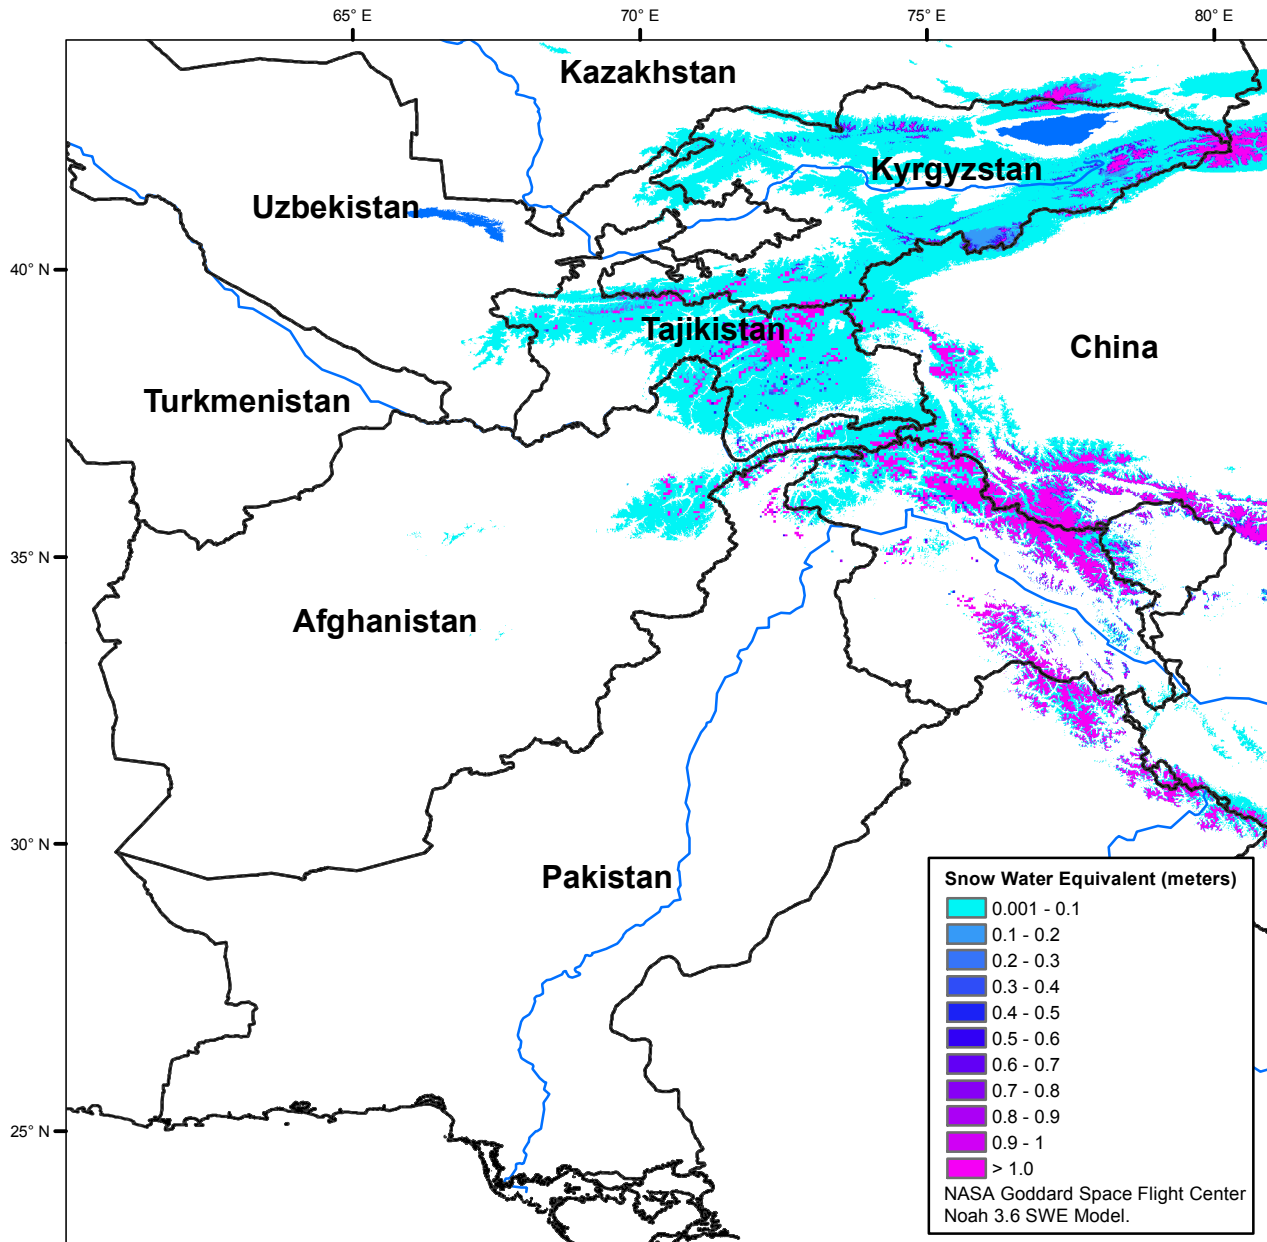 65° E
70° E
75° E
80° E
Kazakhstan
Kyrgyzstan
Uzbekistan
40° N
Tajikistan
China
Turkmenistan
35° N
Afghanistan
30° N
Pakistan
25° N
Snow Water Equivalent (meters)
0.001 - 0.1
0.1 - 0.2
0.2 - 0.3
0.3 - 0.4
0.4 - 0.5
0.5 - 0.6
0.6 - 0.7
0.7 - 0.8
0.8 - 0.9
0.9 - 1
> 1.0
NASA Goddard Space Flight Center
Noah 3.6 SWE Model.